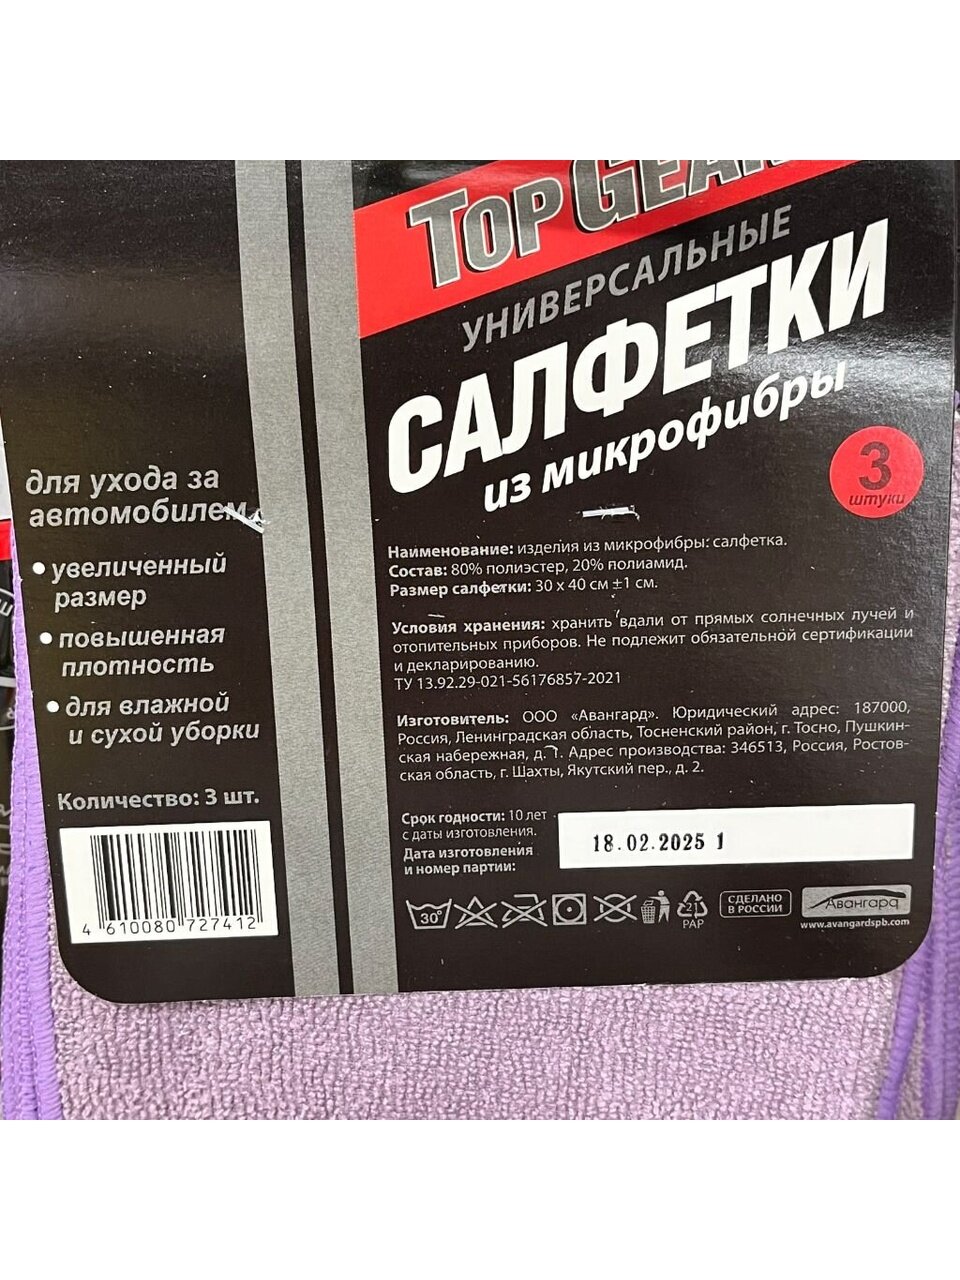 TOP GEAR
УНИВЕРСАЛЬНЫЕ
САЛФЕТКИ
из микрофибры
3
штуки
для ухода за
автомобилем
• увеличенный
размер
• повышенная
плотность
• для влажной
и сухой уборки
Количество: 3 шт.
4 610080 727412
Наименование: изделия из микрофибры: салфетка.
Состав: 80% полиэстер, 20% полиамид.
Размер салфетки: 30 х 40 см ±1 см.
Условия хранения: хранить вдали от прямых солнечных лучей и
отопительных приборов. Не подлежит обязательной сертификации
и декларированию.
ТУ 13.92.29-021-56176857-2021
Изготовитель: ООО «Авангард». Юридический адрес: 187000,
Россия, Ленинградская область, Тосненский район, г. Тосно, Пушкин-
ская набережная, д. 1. Адрес производства: 346513, Россия, Ростов-
ская область, г. Шахты, Якутский пер., д. 2.
Срок годности: 10 лет
с даты изготовления.
Дата изготовления
и номер партии:
18.02.2025 1
30°
21
PAP
СДЕЛАНО
В РОССИИ
Авангард
www.avangardspb.com